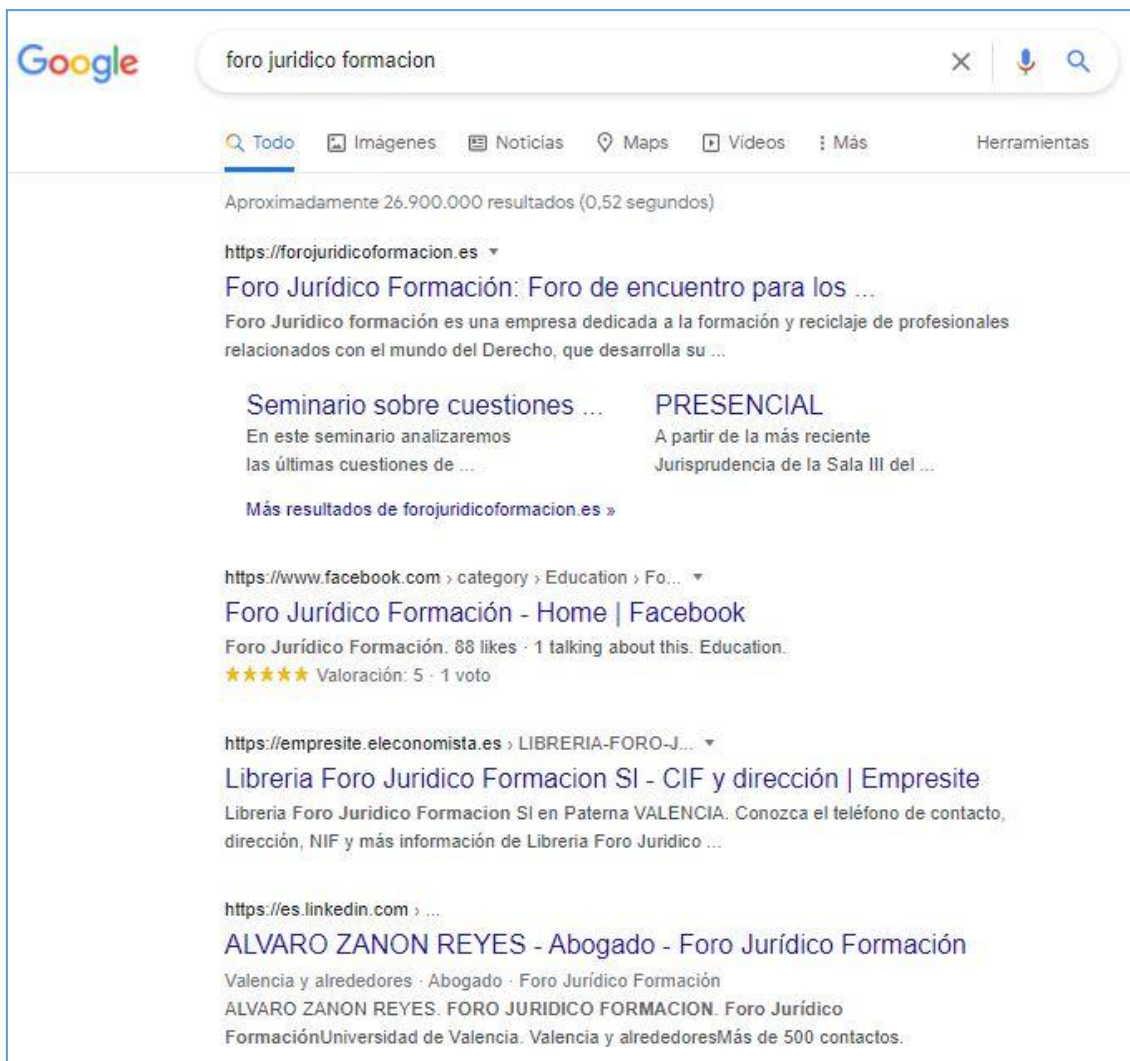 Google
foro juridico formacion
Todo Imágenes Noticias Maps Vídeos Más Herramientas
Aproximadamente 26.900.000 resultados (0,52 segundos)
https://forojuridicoformacion.es
Foro Jurídico Formación: Foro de encuentro para los ...
Foro Juridico formación es una empresa dedicada a la formación y reciclaje de profesionales
relacionados con el mundo del Derecho, que desarrolla su ...
Seminario sobre cuestiones ...
En este seminario analizaremos
las últimas cuestiones de ...
PRESENCIAL
A partir de la más reciente
Jurisprudencia de la Sala III del ...
Más resultados de forojuridicoformacion.es »
https://www.facebook.com › category › Education › Fo...
Foro Jurídico Formación - Home | Facebook
Foro Jurídico Formación. 88 likes · 1 talking about this. Education.
Valoración: 5 · 1 voto
https://empresite.eleconomista.es › LIBRERIA-FORO-J...
Libreria Foro Juridico Formacion Sl - CIF y dirección | Empresite
Libreria Foro Juridico Formacion Sl en Paterna VALENCIA. Conozca el teléfono de contacto,
dirección, NIF y más información de Libreria Foro Juridico ...
https://es.linkedin.com › ...
ALVARO ZANON REYES - Abogado - Foro Jurídico Formación
Valencia y alrededores · Abogado · Foro Jurídico Formación
ALVARO ZANON REYES. FORO JURIDICO FORMACION. Foro Jurídico
FormaciónUniversidad de Valencia. Valencia y alrededoresMás de 500 contactos.